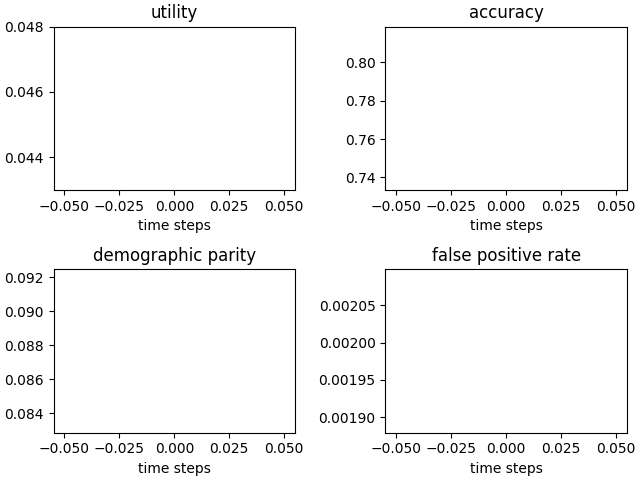 utility
0.048
0.046
0.044
−0.050 −0.025 0.000 0.025 0.050
time steps
accuracy
0.80
0.78
0.76
0.74
−0.050 −0.025 0.000 0.025 0.050
time steps
demographic parity
0.092
0.090
0.088
0.086
0.084
−0.050 −0.025 0.000 0.025 0.050
time steps
false positive rate
0.00205
0.00200
0.00195
0.00190
−0.050 −0.025 0.000 0.025 0.050
time steps